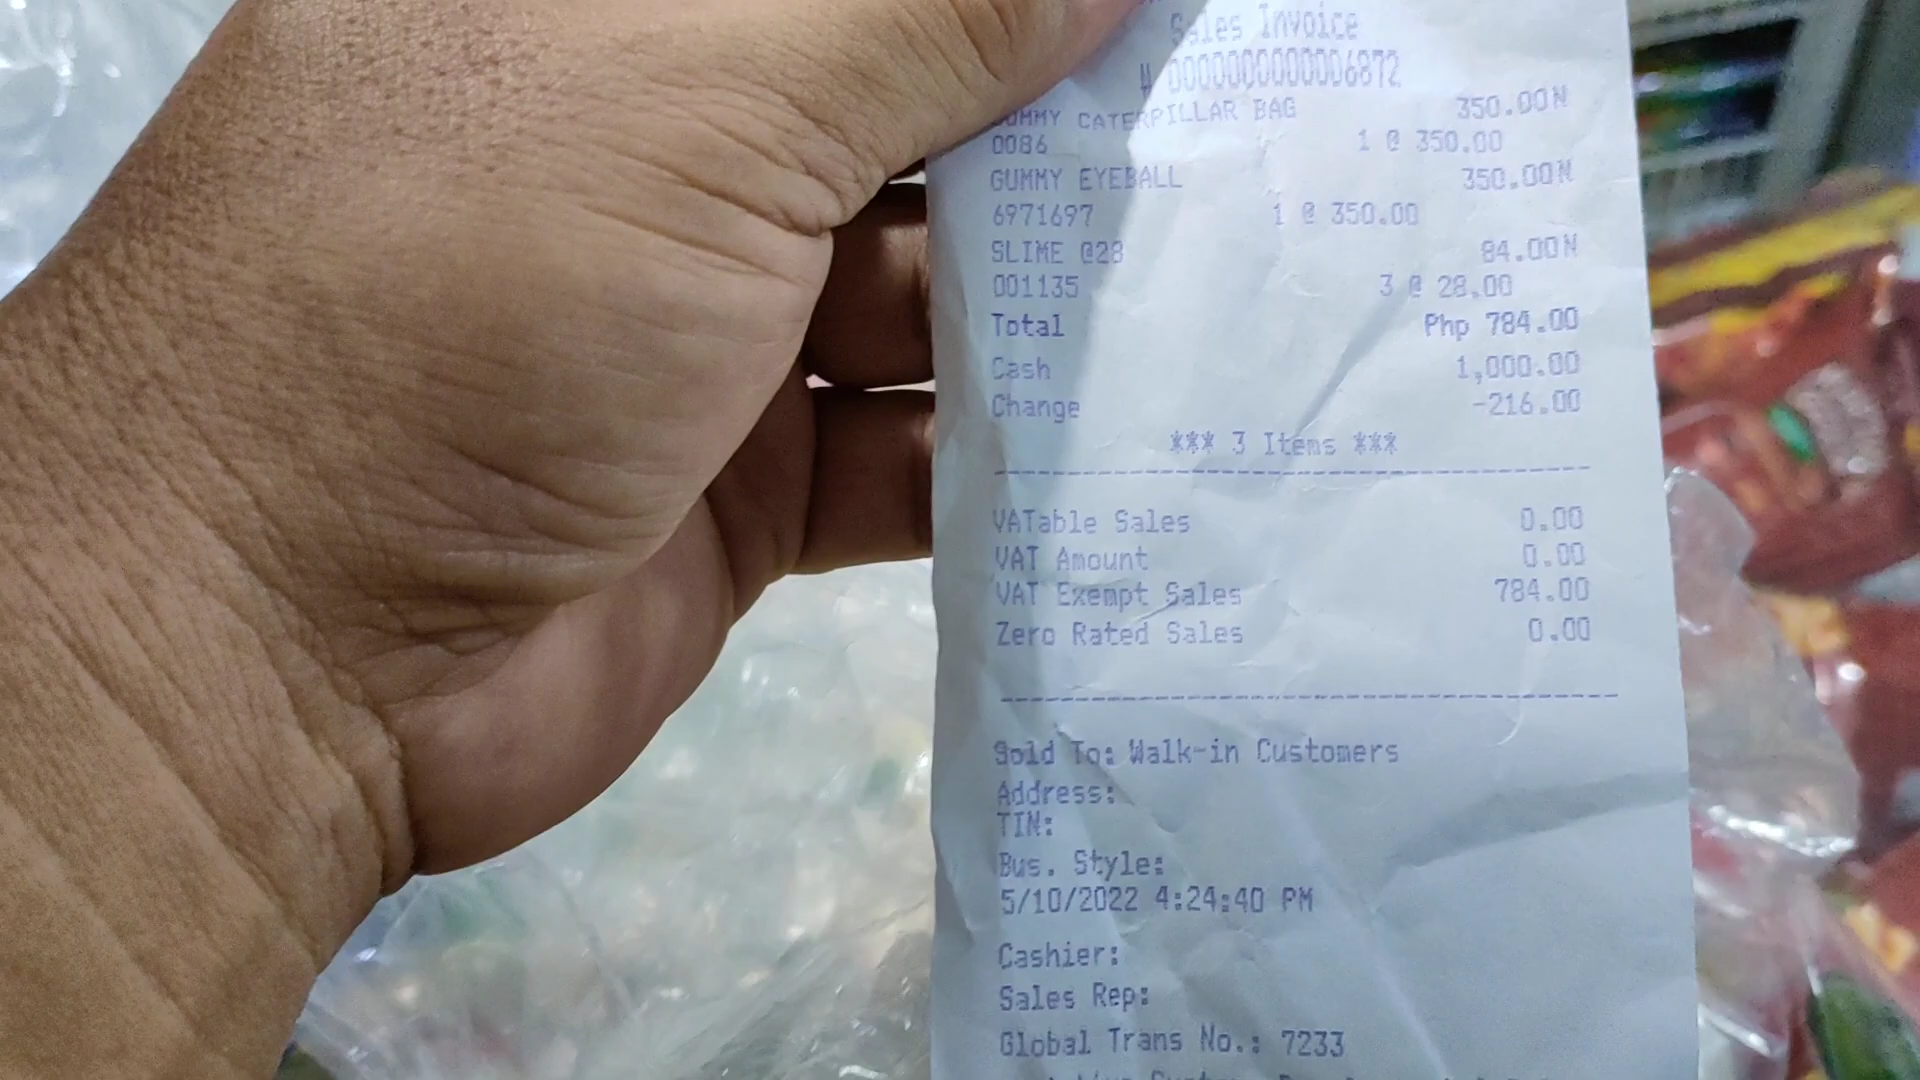 Sales Invoice
# 0000000000006872
GUMMY CATERPILLAR BAG 350.00N
0086 1 @ 350.00
GUMMY EYEBALL 350.00N
6971697 1 @ 350.00
SLIME @28 84.00N
001135 3 @ 28.00
Total Php 784.00
Cash 1,000.00
Change -216.00
*** 3 Items ***
VATable Sales 0.00
VAT Amount 0.00
VAT Exempt Sales 784.00
Zero Rated Sales 0.00
Sold To: Walk-in Customers
Address:
TIN:
Bus. Style:
5/10/2022 4:24:40 PM
Cashier:
Sales Rep:
Global Trans No.: 7233